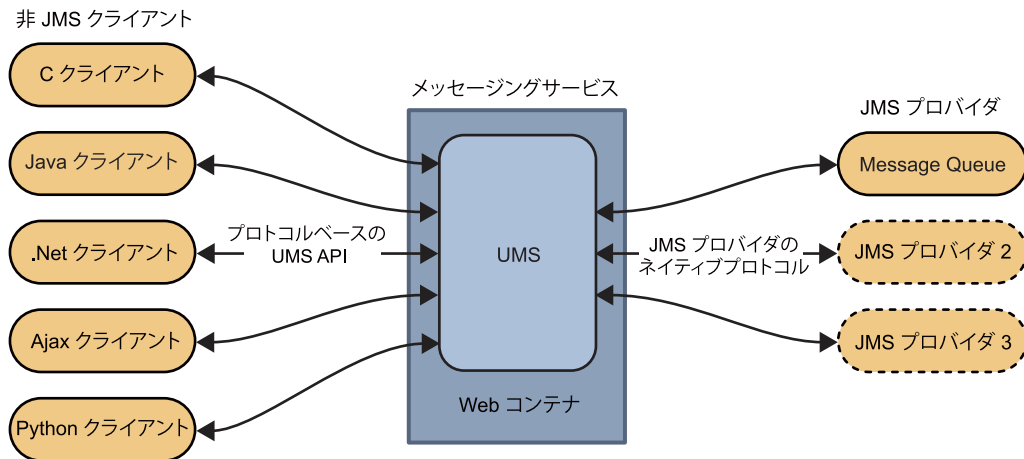 非 JMS クライアント
C クライアント
Java クライアント
.Net クライアント
Ajax クライアント
Python クライアント
プロトコルベースの
UMS API
メッセージングサービス
UMS
Web コンテナ
JMS プロバイダの
ネイティブプロトコル
JMS プロバイダ
Message Queue
JMS プロバイダ 2
JMS プロバイダ 3